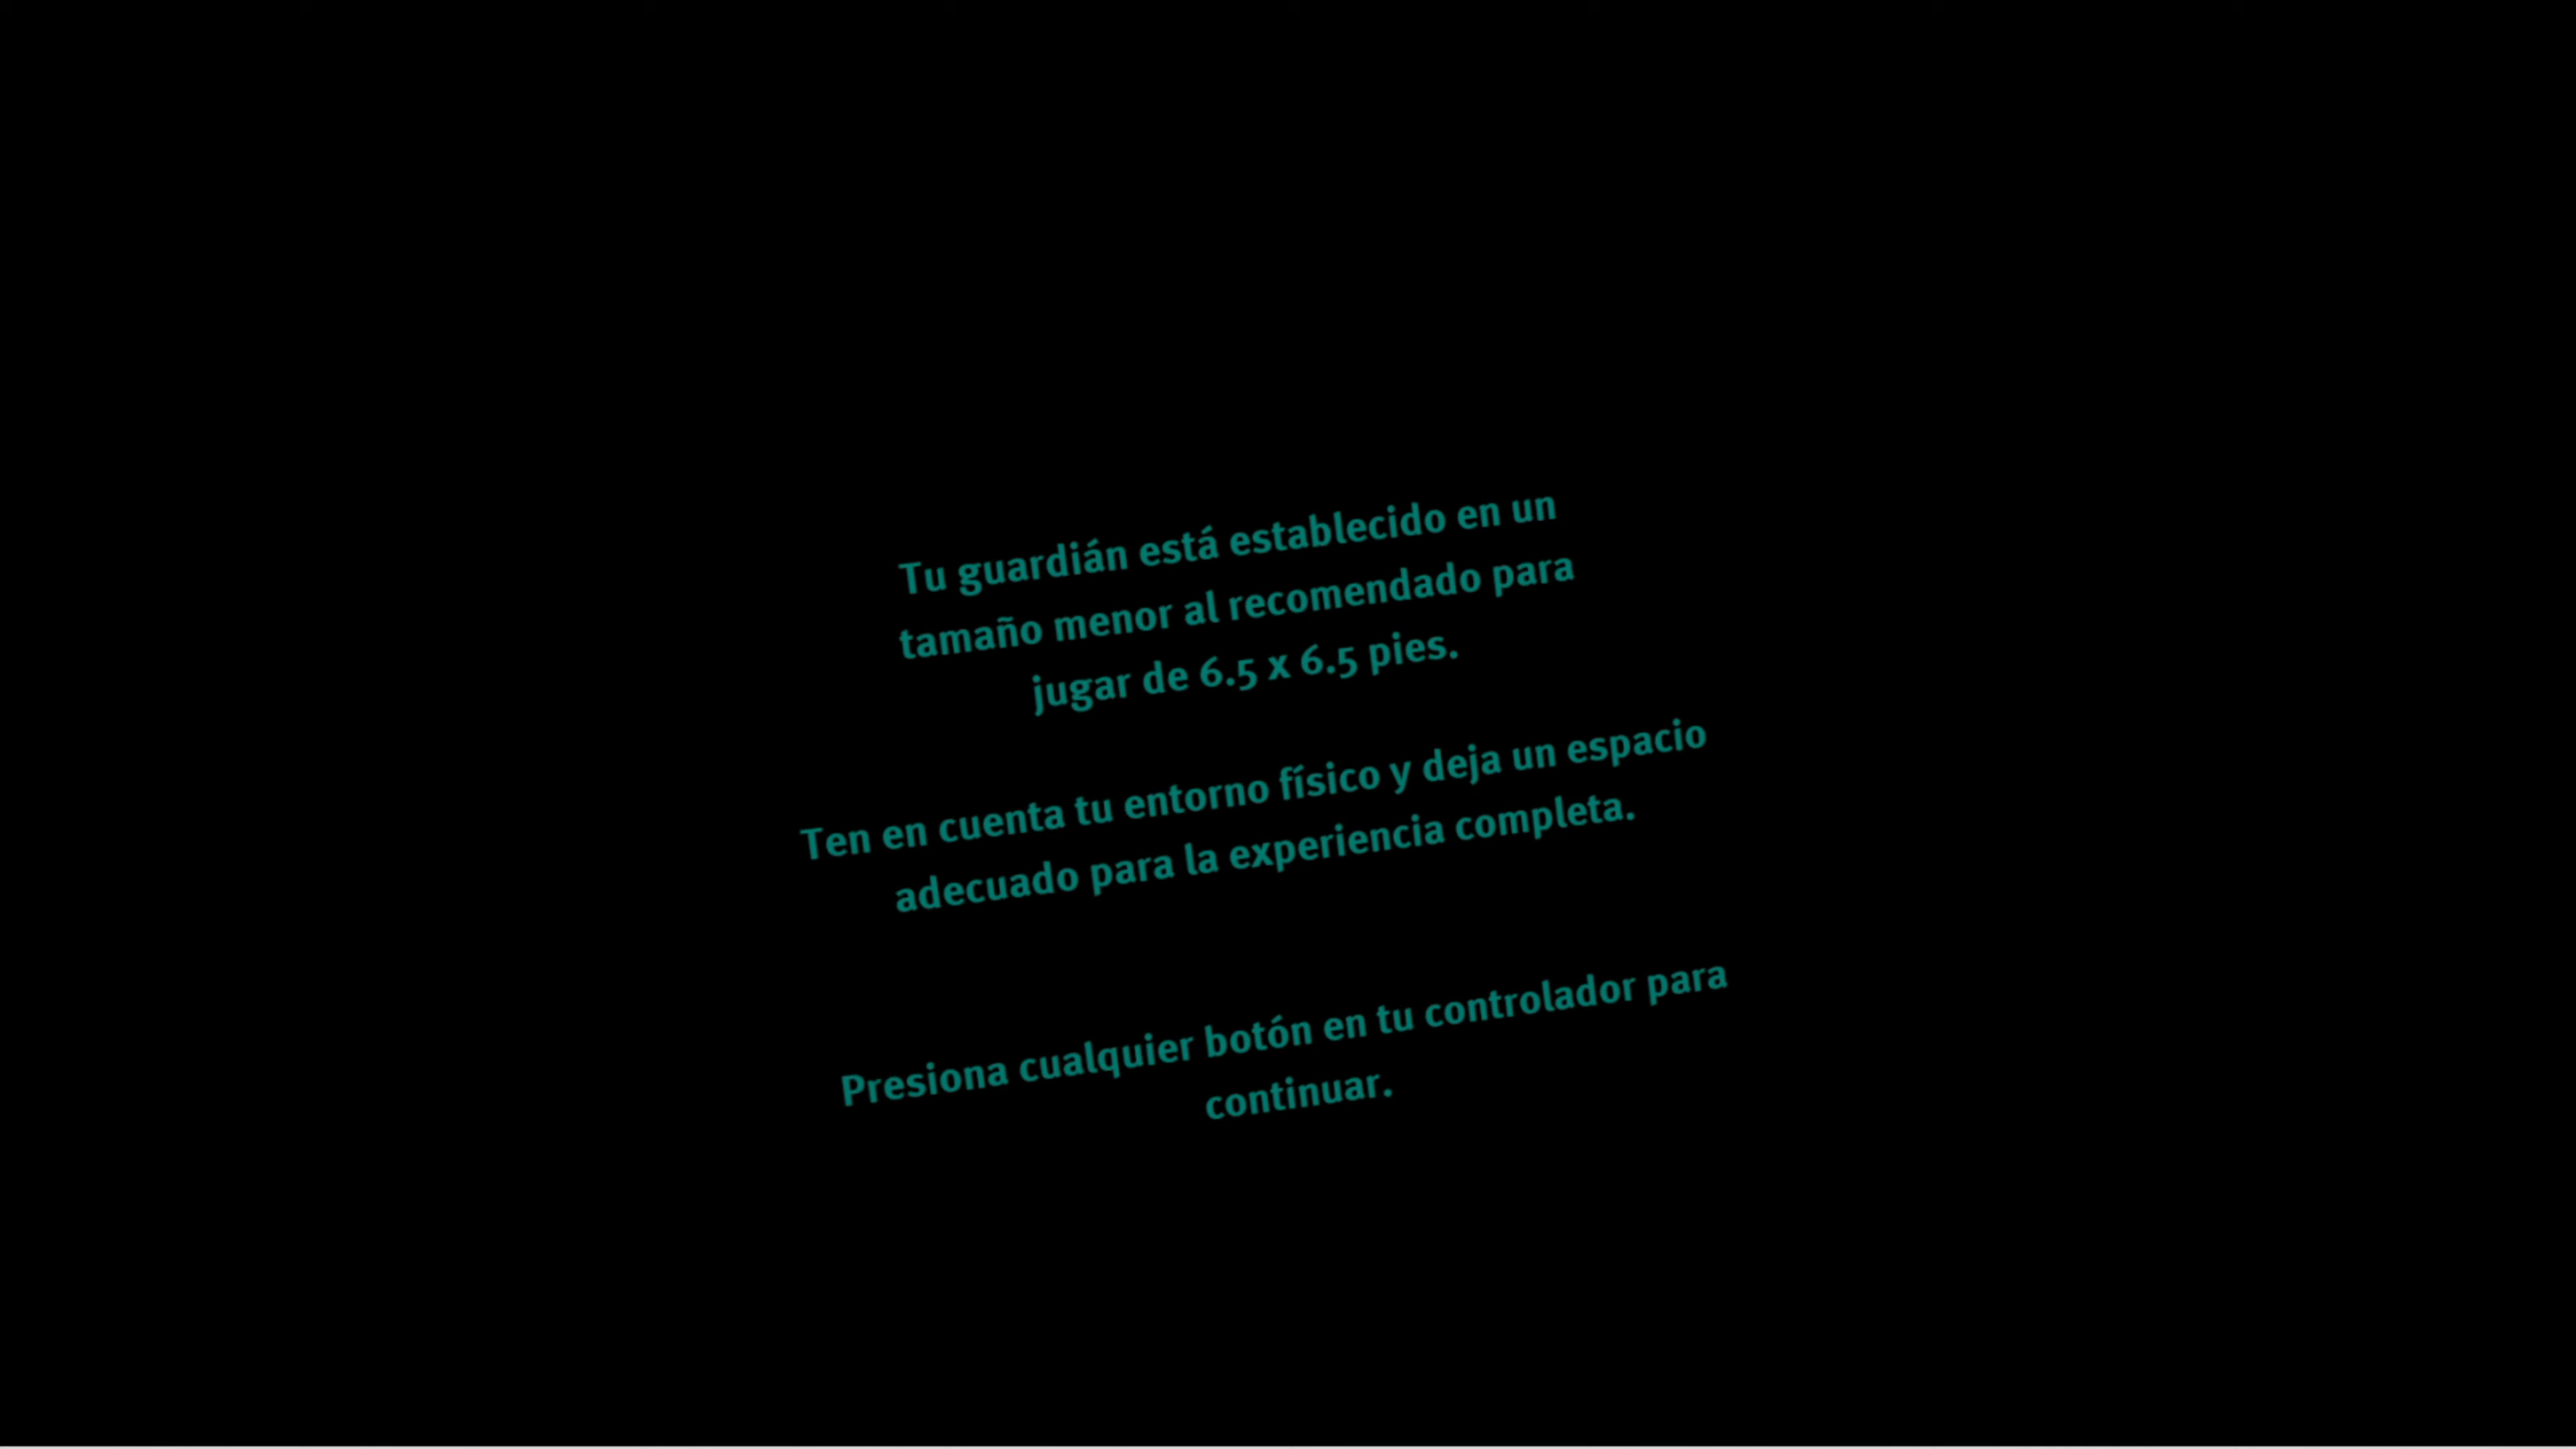 Tu guardián está establecido en un
tamaño menor al recomendado para
jugar de 6.5 x 6.5 pies.
Ten en cuenta tu entorno físico y deja un espacio
adecuado para la experiencia completa.
Presiona cualquier botón en tu controlador para
continuar.